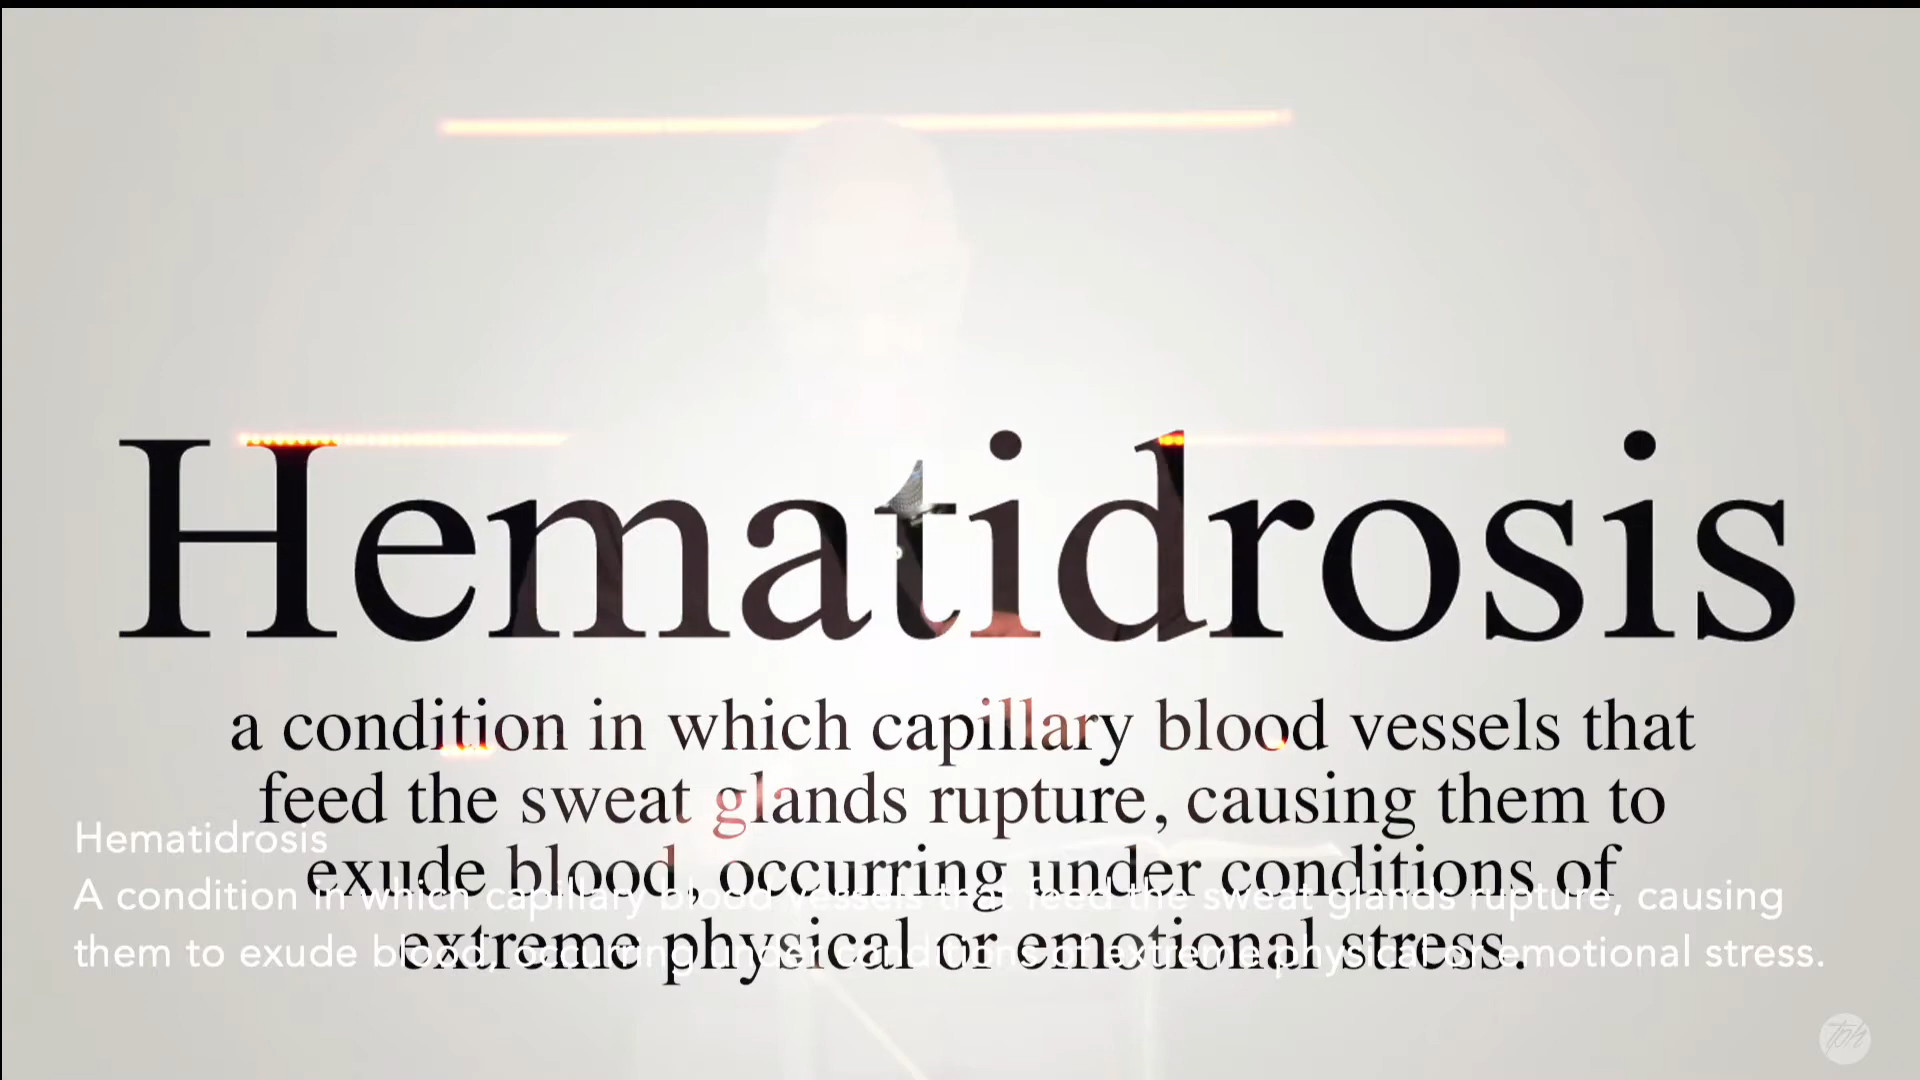 Hematidrosis
a condition in which capillary blood vessels that
feed the sweat glands rupture, causing them to
exude blood, occurring under conditions of
extreme physical or emotional stress.
Hematidrosis
A condition in which capillary blood vessels that feed the sweat glands rupture, causing
them to exude blood, occurring under conditions of extreme physical or emotional stress.
tph